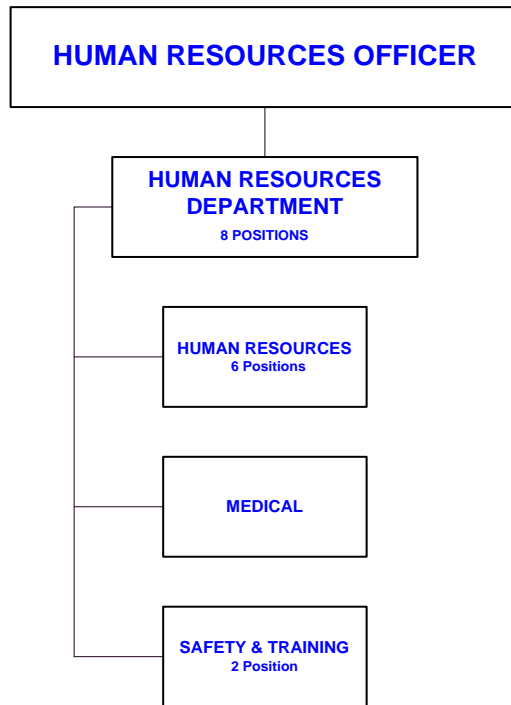 HUMAN RESOURCES OFFICER
HUMAN RESOURCES
DEPARTMENT
8 POSITIONS
HUMAN RESOURCES
6 Positions
MEDICAL
SAFETY & TRAINING
2 Position